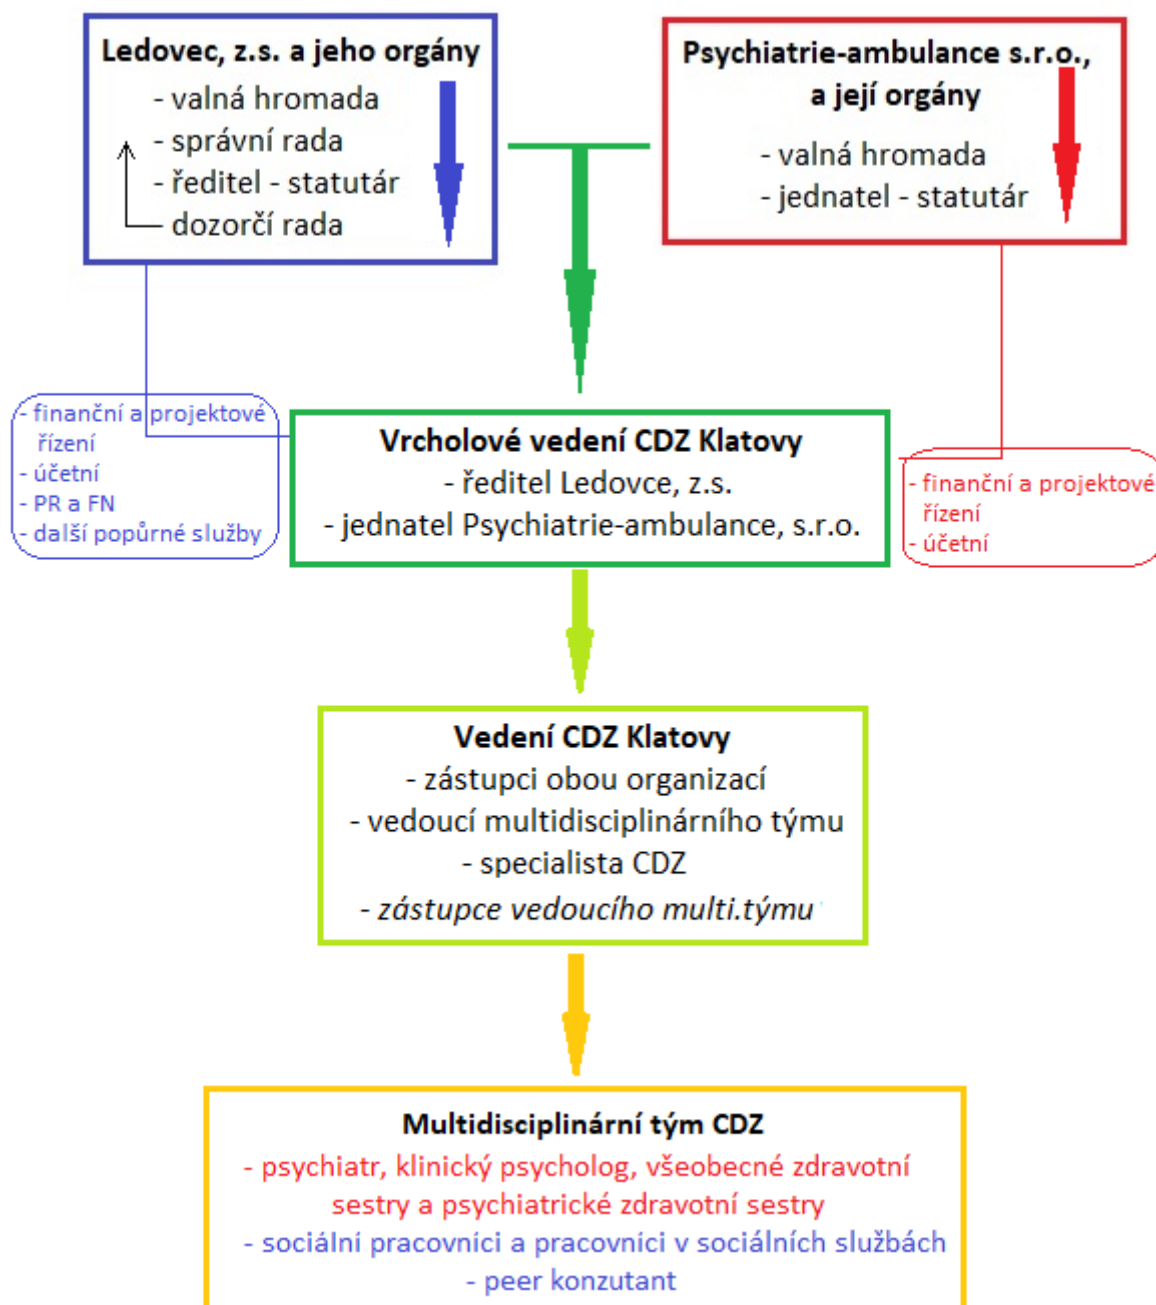 Ledovec, z.s. a jeho orgány
- valná hromada
- správní rada
- ředitel - statutár
dozorčí rada
Psychiatrie-ambulance s.r.o.,
a její orgány
- valná hromada
- jednatel - statutár
- finanční a projektové
řízení
- účetní
- PR a FN
- další popůrné služby
Vrcholové vedení CDZ Klatovy
- ředitel Ledovce, z.s.
- jednatel Psychiatrie-ambulance, s.r.o.
- finanční a projektové
řízení
- účetní
Vedení CDZ Klatovy
- zástupci obou organizací
- vedoucí multidisciplinárního týmu
- specialista CDZ
- zástupce vedoucího multi.týmu
Multidisciplinární tým CDZ
- psychiatr, klinický psycholog, všeobecné zdravotní
sestry a psychiatrické zdravotní sestry
- sociální pracovníci a pracovníci v sociálních službách
- peer konzutant